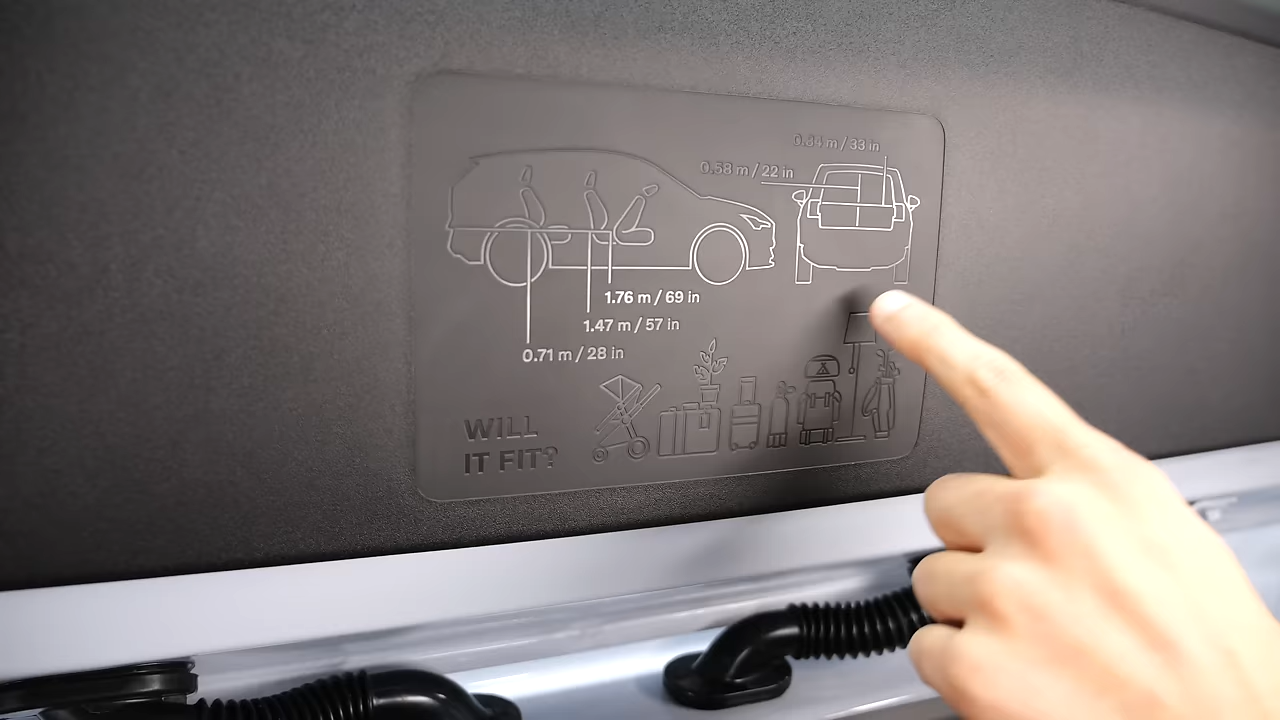 0.84 m / 33 in
0.58 m / 22 in
1.76 m / 69 in
1.47 m / 57 in
0.71 m / 28 in
WILL
IT FIT?